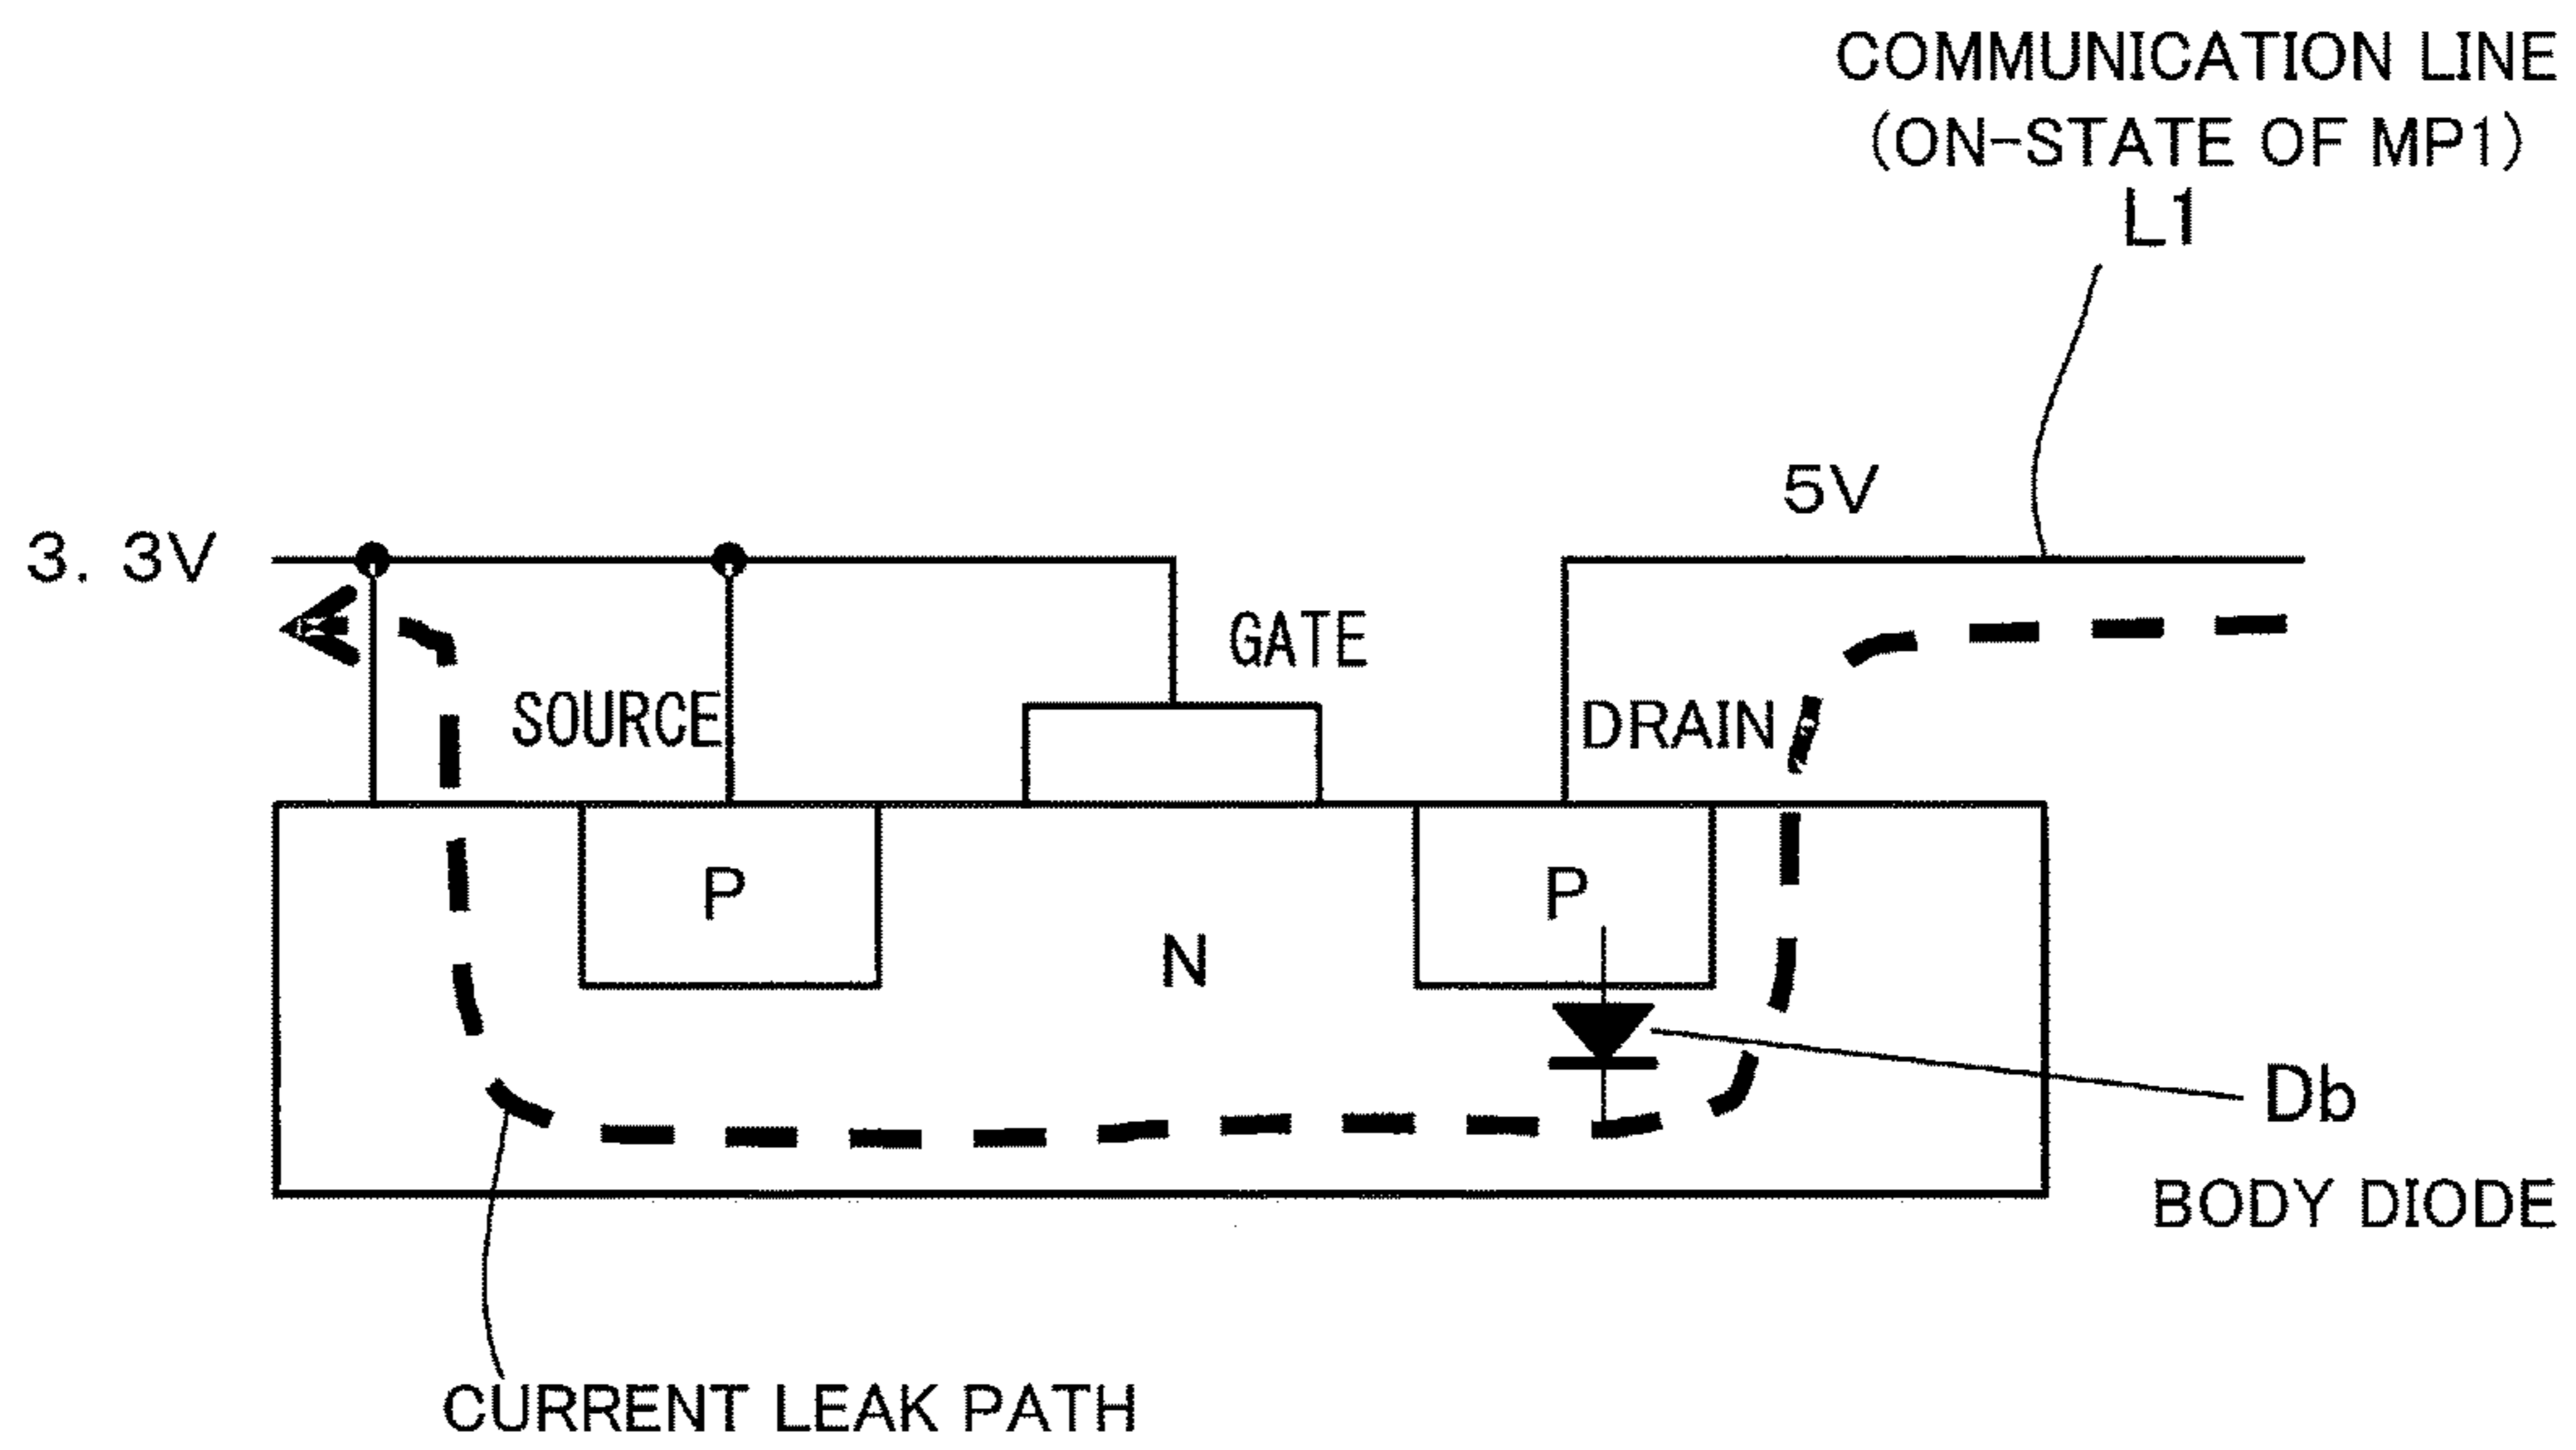 COMMUNICATION LINE
(ON-STATE OF MP1)
L1
5V
3. 3V
GATE
SOURCE
DRAIN
P
P
N
Db
BODY DIODE
CURRENT LEAK PATH